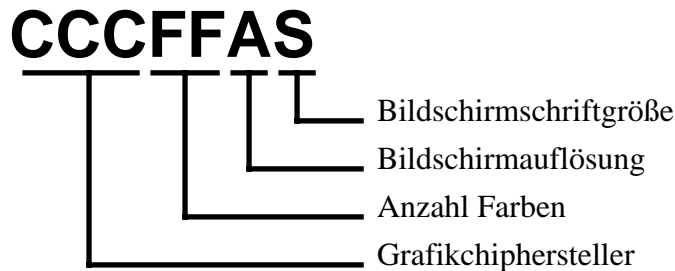 CCCFFAS
Bildschirmschriftgröße
Bildschirmauflösung
Anzahl Farben
Grafikchiphersteller